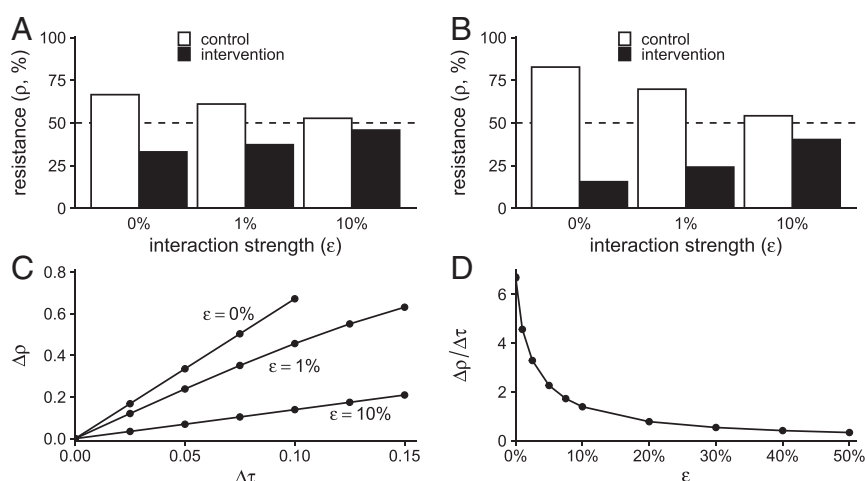 A
100
75
50
25
0
resistance (ρ, %)
control
intervention
0%
1%
10%
interaction strength (ε)
B
100
75
50
25
0
resistance (ρ, %)
control
intervention
0%
1%
10%
interaction strength (ε)
C
0.8
0.6
0.4
0.2
0.0
Δρ
ε = 0%
ε = 1%
ε = 10%
0.00
0.05
0.10
0.15
Δτ
D
6
4
2
0
Δρ / Δτ
0%
10%
20%
30%
40%
50%
ε